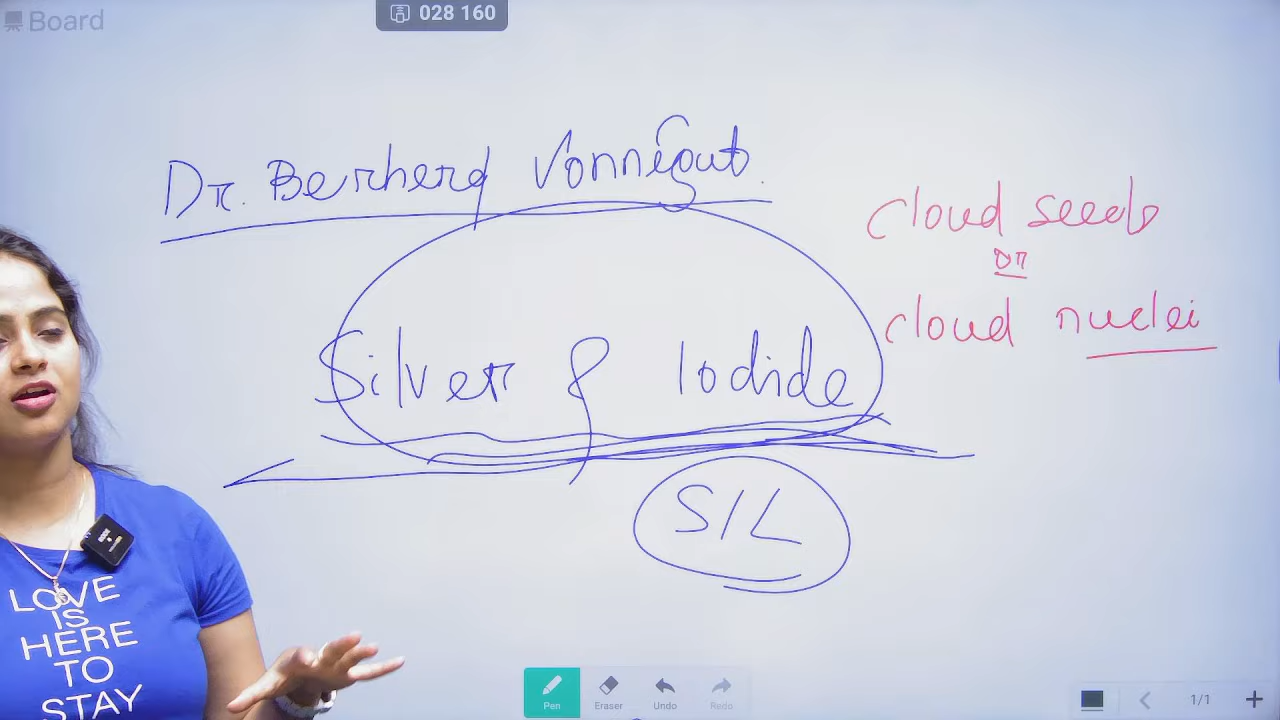 Board
028 160
Dr. Berherd Vonnegut.
cloud seeds
or
cloud nuclei
Silver & Iodide
SIL
LOVE
IS
HERE
TO
STAY
Pen
Eraser
Undo
Redo
1/1